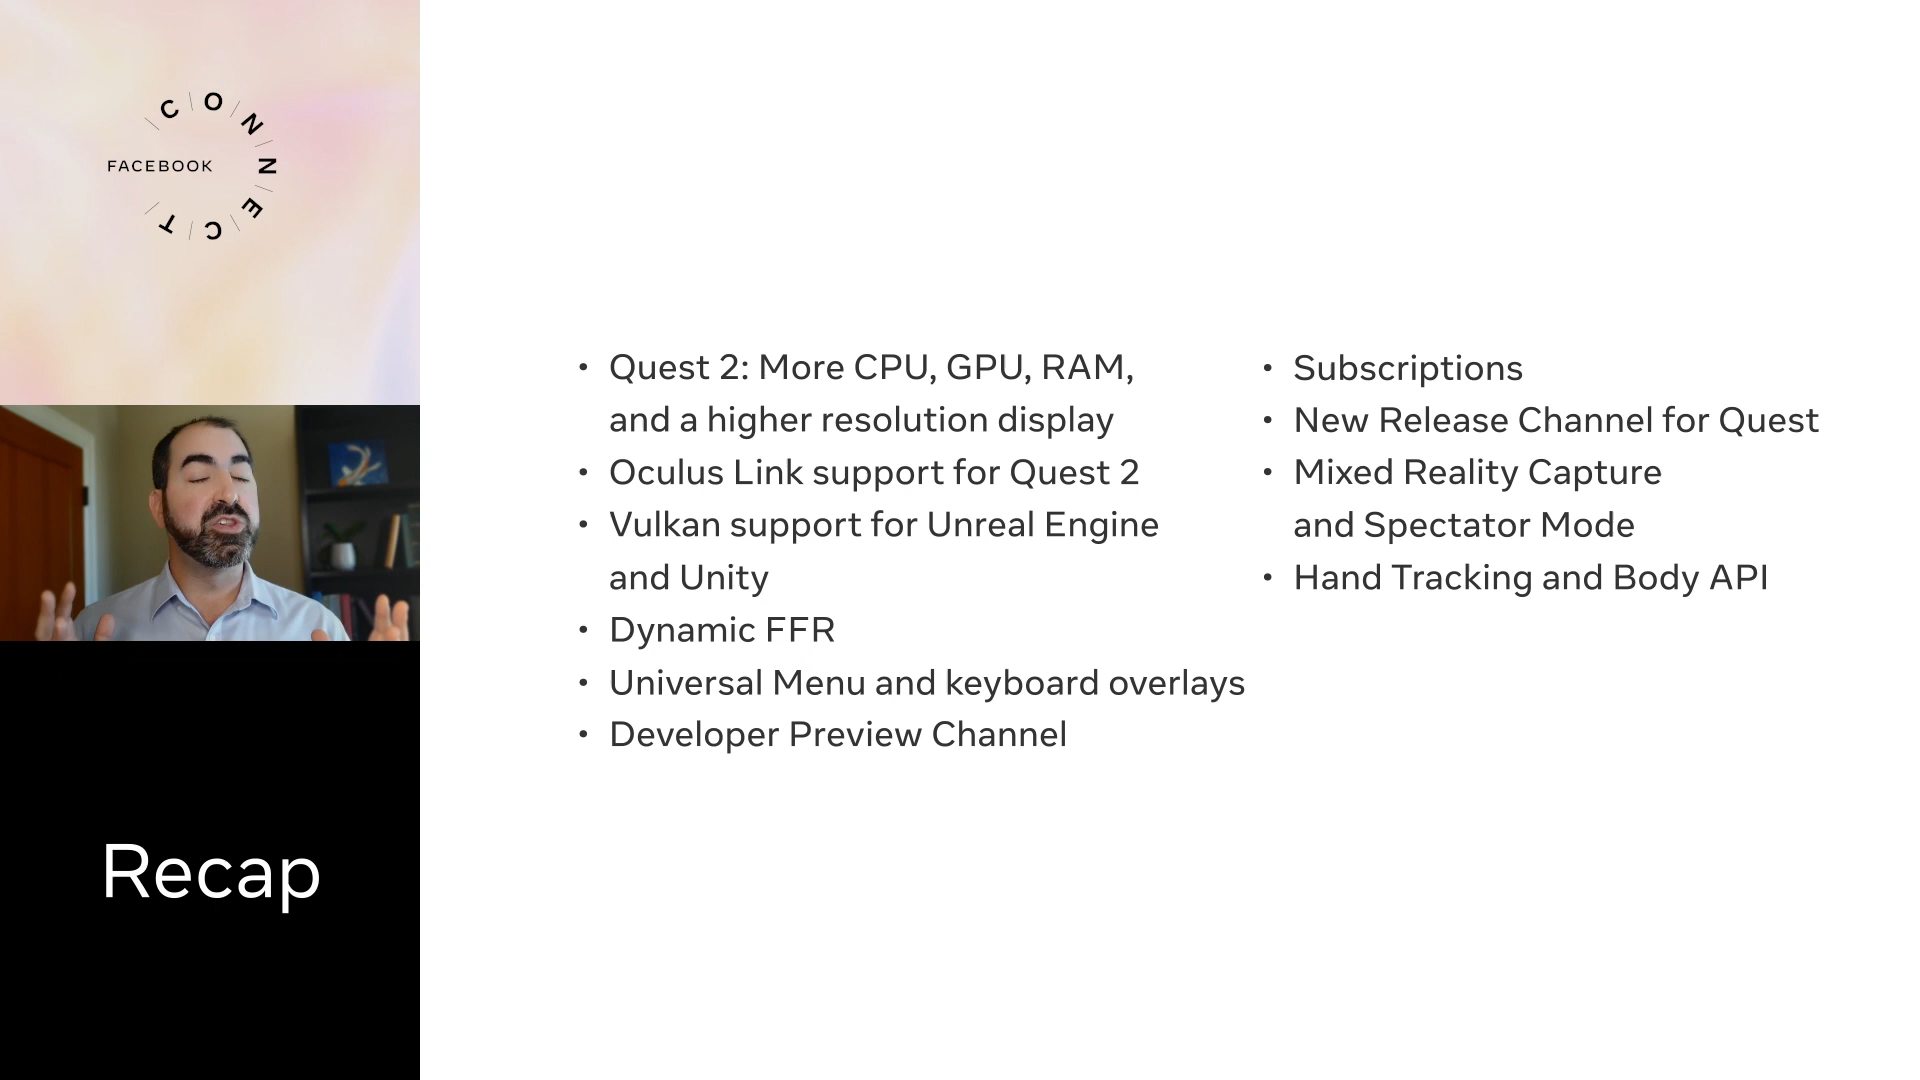 CONNECT
FACEBOOK
Recap
• Quest 2: More CPU, GPU, RAM,
and a higher resolution display
• Oculus Link support for Quest 2
• Vulkan support for Unreal Engine
and Unity
• Dynamic FFR
• Universal Menu and keyboard overlays
• Developer Preview Channel
• Subscriptions
• New Release Channel for Quest
• Mixed Reality Capture
and Spectator Mode
• Hand Tracking and Body API